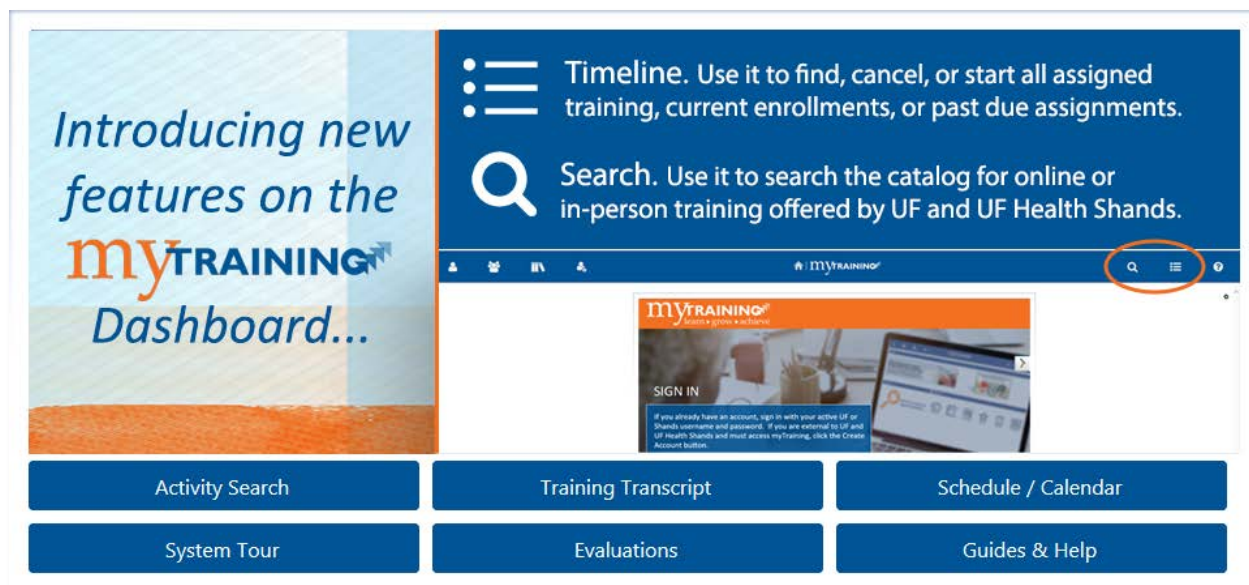 Introducing new
features on the
myTRAINING
Dashboard...
Timeline. Use it to find, cancel, or start all assigned
training, current enrollments, or past due assignments.
Search. Use it to search the catalog for online or
in-person training offered by UF and UF Health Shands.
myTRAINING
myTRAINING
learn • grow • achieve
SIGN IN
If you already have an account, sign in with your active UF or
Shands username and password. If you are external to UF and
UF Health Shands and must access myTraining, click the Create
Account button.
Activity Search
Training Transcript
Schedule / Calendar
System Tour
Evaluations
Guides & Help